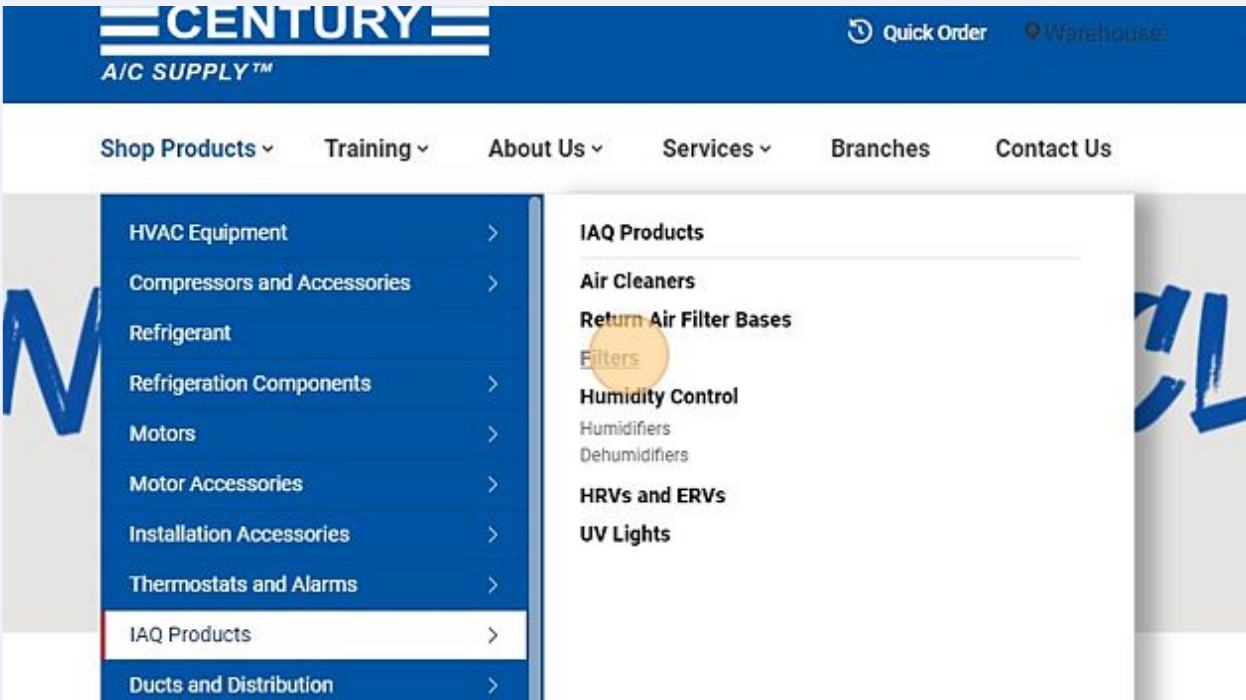 CENTURY
A/C SUPPLY™
Quick Order Warehouse:
Shop Products Training About Us Services Branches Contact Us
HVAC Equipment
Compressors and Accessories
Refrigerant
Refrigeration Components
Motors
Motor Accessories
Installation Accessories
Thermostats and Alarms
IAQ Products
Ducts and Distribution
IAQ Products
Air Cleaners
Return Air Filter Bases
Filters
Humidity Control
Humidifiers
Dehumidifiers
HRVs and ERVs
UV Lights
N
CL